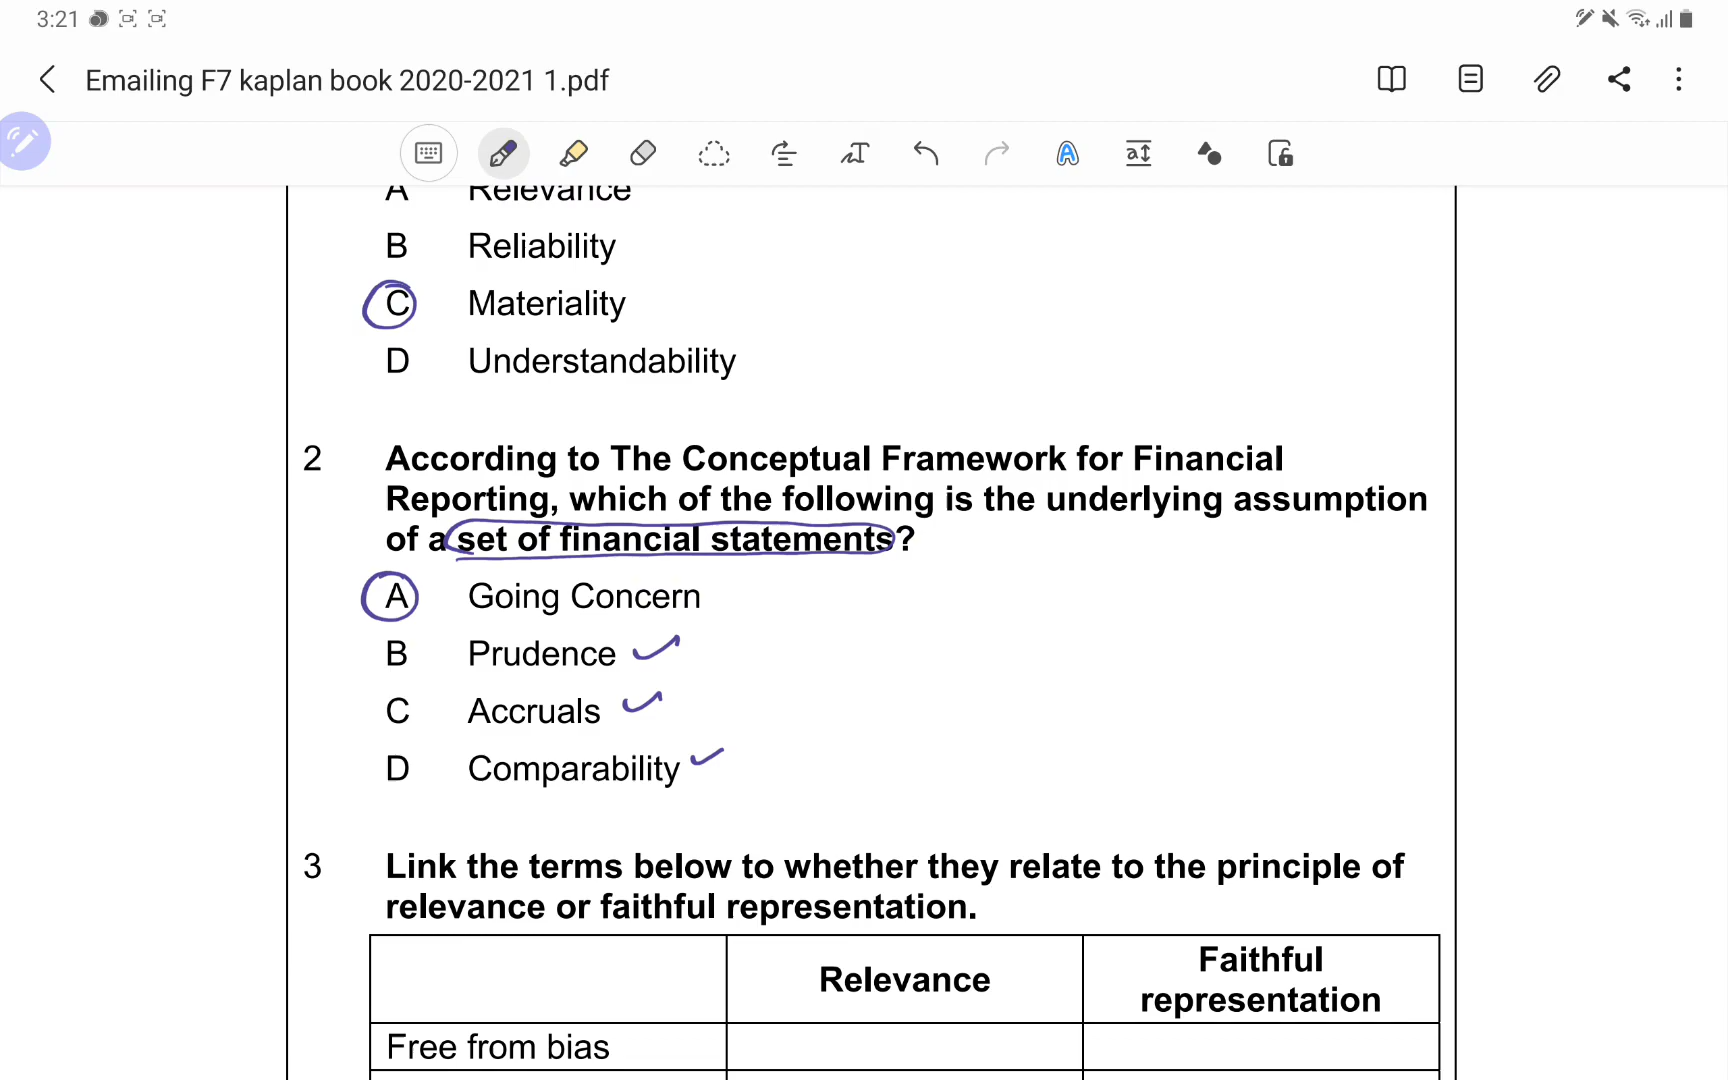 3:21
Emailing F7 kaplan book 2020-2021 1.pdf
A Relevance
B Reliability
C Materiality
D Understandability
2 According to The Conceptual Framework for Financial
Reporting, which of the following is the underlying assumption
of a set of financial statements?
A Going Concern
B Prudence
C Accruals
D Comparability
3 Link the terms below to whether they relate to the principle of
relevance or faithful representation.
Relevance
Faithful
representation
Free from bias